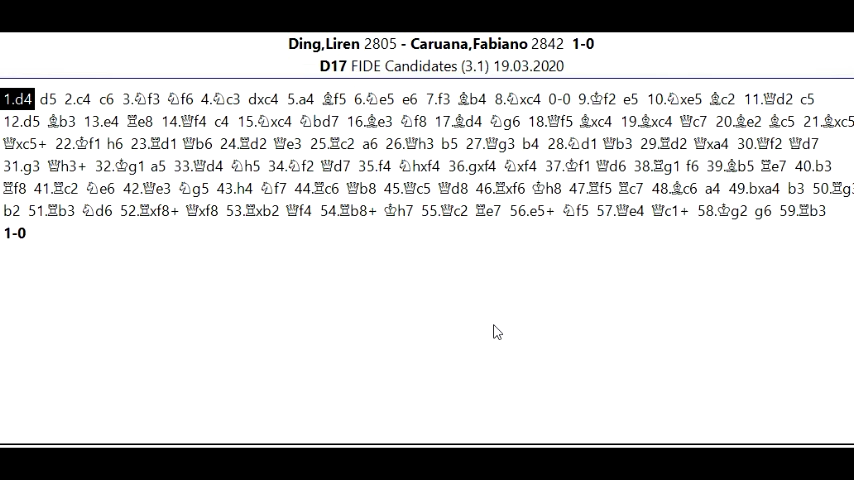 Ding,Liren 2805 - Caruana,Fabiano 2842 1-0
D17 FIDE Candidates (3.1) 19.03.2020
1.d4 d5 2.c4 c6 3.♘f3 ♘f6 4.♘c3 dxc4 5.a4 ♗f5 6.♘e5 e6 7.f3 ♗b4 8.♘xc4 0-0 9.♔f2 e5 10.♘xe5 ♗c2 11.♕d2 c5
12.d5 ♗b3 13.e4 ♖e8 14.♕f4 c4 15.♘xc4 ♘bd7 16.♗e3 ♘f8 17.♗d4 ♘g6 18.♕f5 ♗xc4 19.♗xc4 ♕c7 20.♗e2 ♗c5 21.♗xc5
♕xc5+ 22.♔f1 h6 23.♖d1 ♕b6 24.♖d2 ♕e3 25.♖c2 a6 26.♕h3 b5 27.♕g3 b4 28.♘d1 ♕b3 29.♖d2 ♕xa4 30.♕f2 ♕d7
31.g3 ♕h3+ 32.♔g1 a5 33.♕d4 ♘h5 34.♘f2 ♕d7 35.f4 ♘hxf4 36.gxf4 ♘xf4 37.♔f1 ♕d6 38.♖g1 f6 39.♗b5 ♖e7 40.b3
♖f8 41.♖c2 ♘e6 42.♕e3 ♘g5 43.h4 ♘f7 44.♖c6 ♕b8 45.♕c5 ♕d8 46.♖xf6 ♔h8 47.♖f5 ♖c7 48.♗c6 a4 49.bxa4 b3 50.♖g3
b2 51.♖b3 ♘d6 52.♖xf8+ ♕xf8 53.♖xb2 ♕f4 54.♖b8+ ♔h7 55.♕c2 ♖e7 56.e5+ ♘f5 57.♕e4 ♕c1+ 58.♔g2 g6 59.♖b3
1-0